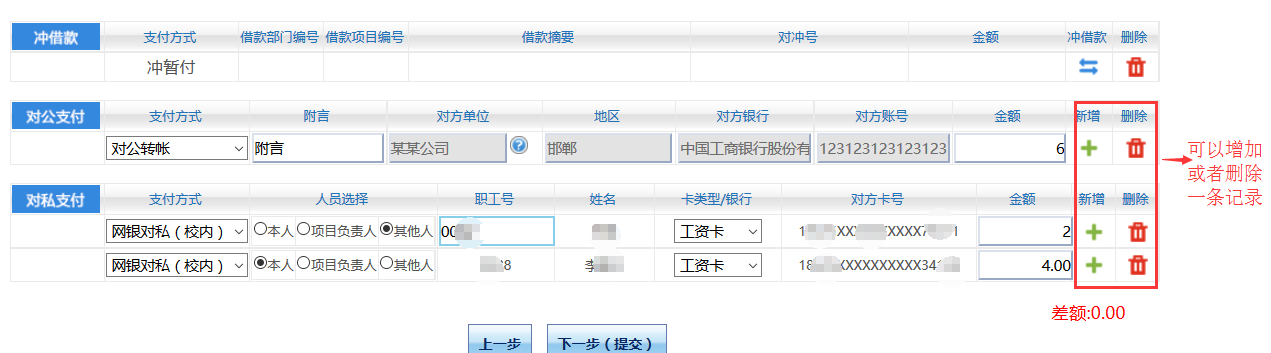 冲借款 支付方式 借款部门编号 借款项目编号 借款摘要 对冲号 金额 冲借款 删除
冲暂付
对公支付 支付方式 附言 对方单位 地区 对方银行 对方账号 金额 新增 删除
对公转帐 附言 某某公司 邯郸 中国工商银行股份有 123123123123123 6
可以增加
或者删除
一条记录
对私支付 支付方式 人员选择 职工号 姓名 卡类型/银行 对方卡号 金额 新增 删除
网银对私（校内） 本人 项目负责人 其他人 00 工资卡 2
网银对私（校内） 本人 项目负责人 其他人 8 李 工资卡 4.00
差额:0.00
上一步 下一步（提交）